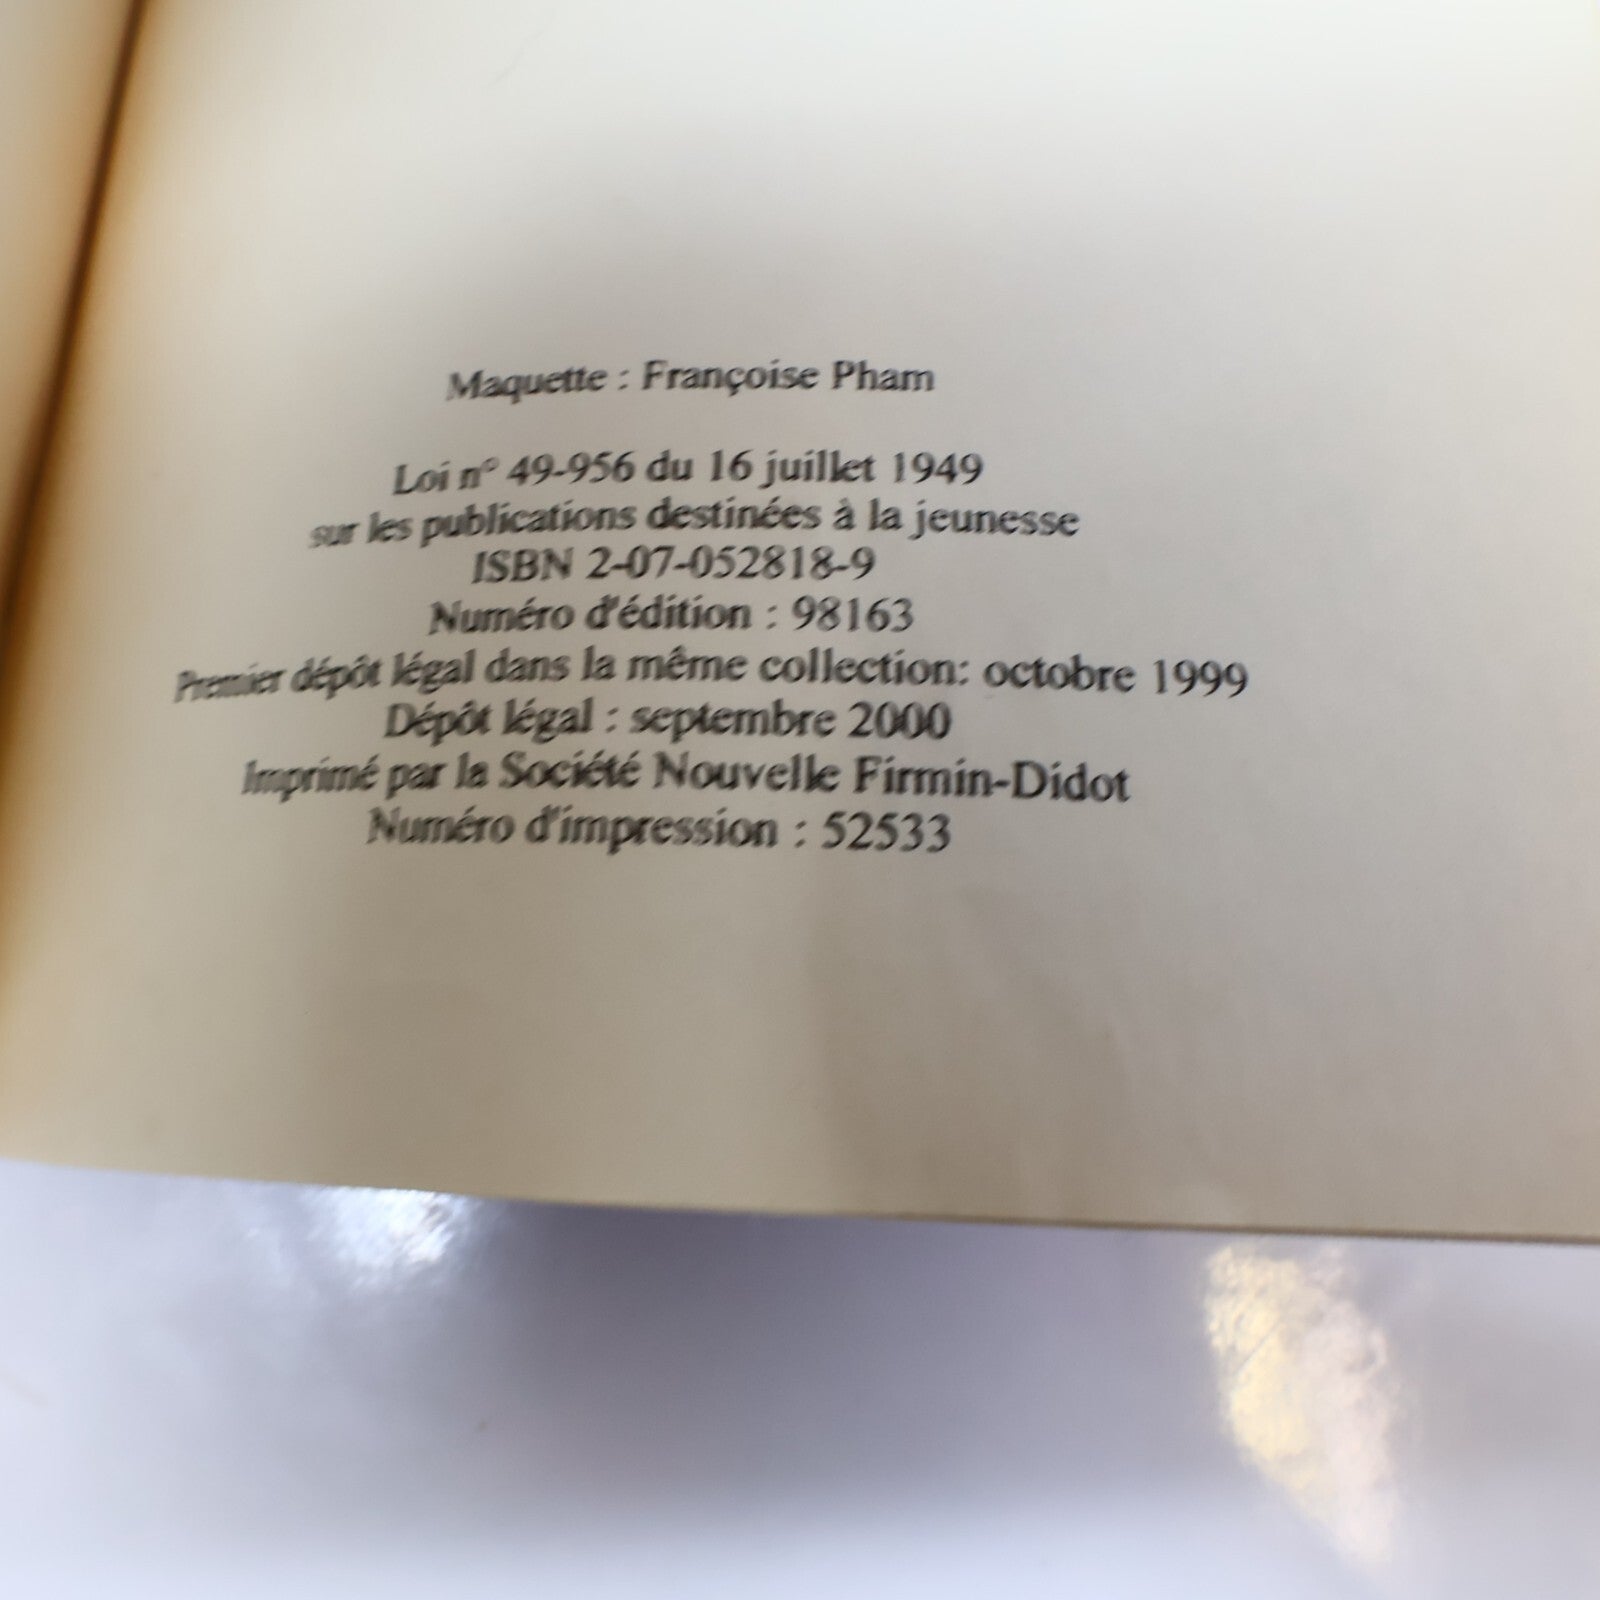 Maquette : Françoise Pham
Loi n° 49-956 du 16 juillet 1949
sur les publications destinées à la jeunesse
ISBN 2-07-052818-9
Numéro d'édition : 98163
Premier dépôt légal dans la même collection: octobre 1999
Dépôt légal : septembre 2000
Imprimé par la Société Nouvelle Firmin-Didot
Numéro d'impression : 52533